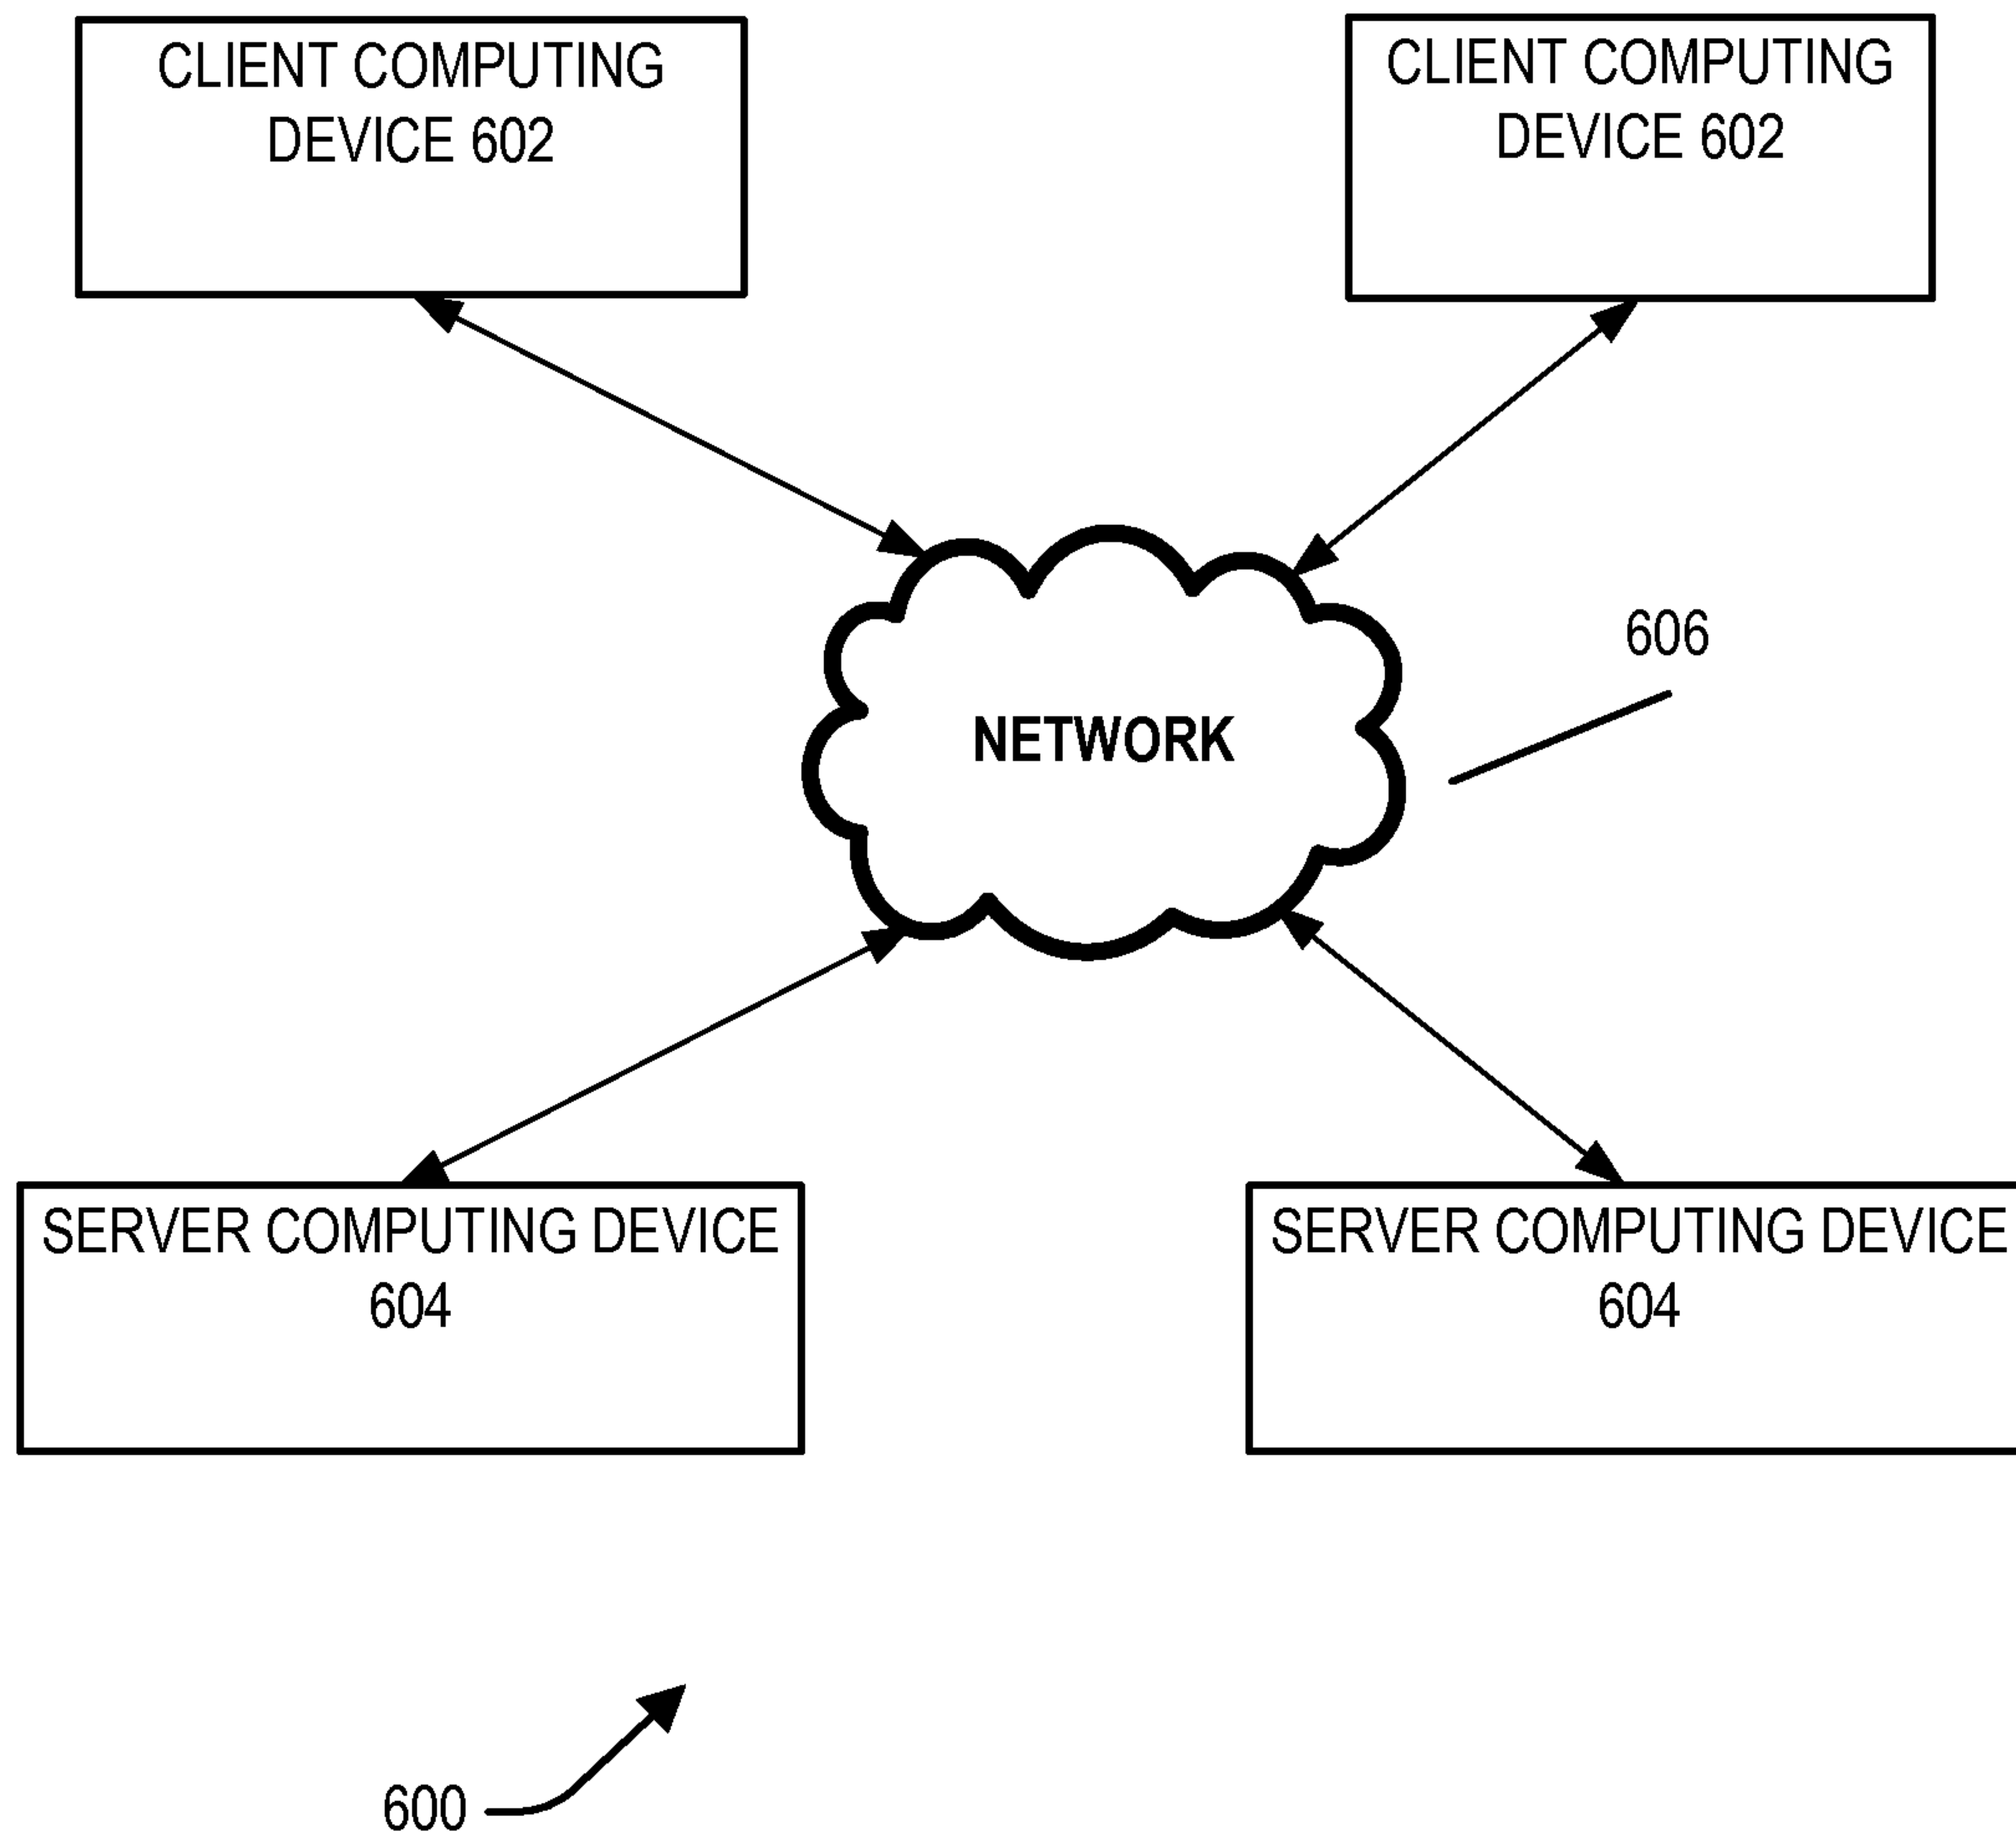 CLIENT COMPUTING
DEVICE 602
CLIENT COMPUTING
DEVICE 602
606
NETWORK
SERVER COMPUTING DEVICE
604
SERVER COMPUTING DEVICE
604
600